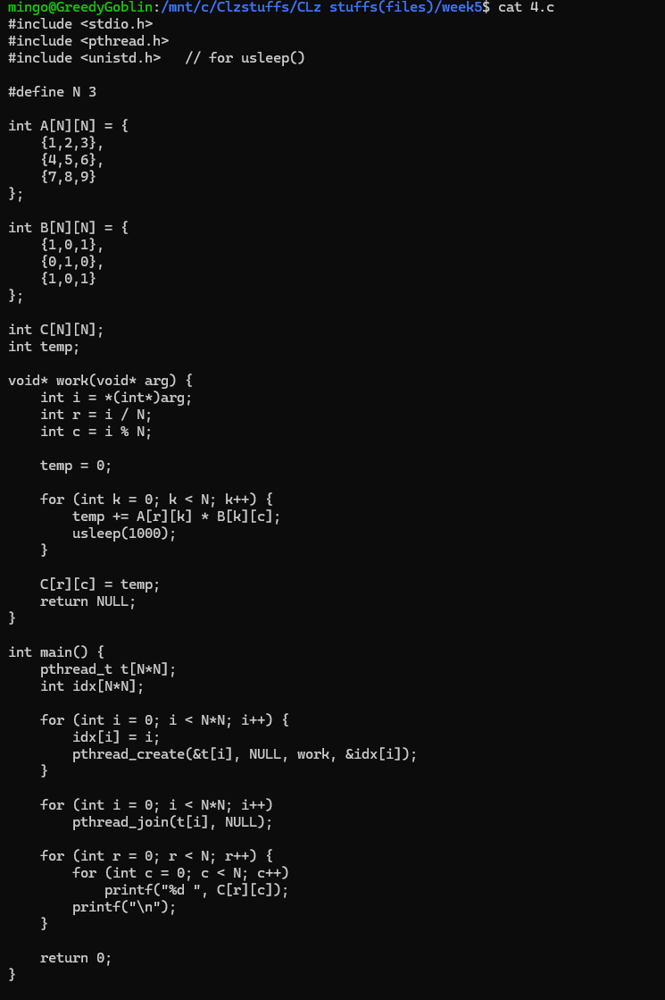 mingo@GreedyGoblin:/mnt/c/Clzstuffs/CLz stuffs(files)/week5$ cat 4.c
#include <stdio.h>
#include <pthread.h>
#include <unistd.h>   // for usleep()

#define N 3

int A[N][N] = {
    {1,2,3},
    {4,5,6},
    {7,8,9}
};

int B[N][N] = {
    {1,0,1},
    {0,1,0},
    {1,0,1}
};

int C[N][N];
int temp;

void* work(void* arg) {
    int i = *(int*)arg;
    int r = i / N;
    int c = i % N;

    temp = 0;

    for (int k = 0; k < N; k++) {
        temp += A[r][k] * B[k][c];
        usleep(1000);
    }

    C[r][c] = temp;
    return NULL;
}

int main() {
    pthread_t t[N*N];
    int idx[N*N];

    for (int i = 0; i < N*N; i++) {
        idx[i] = i;
        pthread_create(&t[i], NULL, work, &idx[i]);
    }

    for (int i = 0; i < N*N; i++)
        pthread_join(t[i], NULL);

    for (int r = 0; r < N; r++) {
        for (int c = 0; c < N; c++)
            printf("%d ", C[r][c]);
        printf("\n");
    }

    return 0;
}